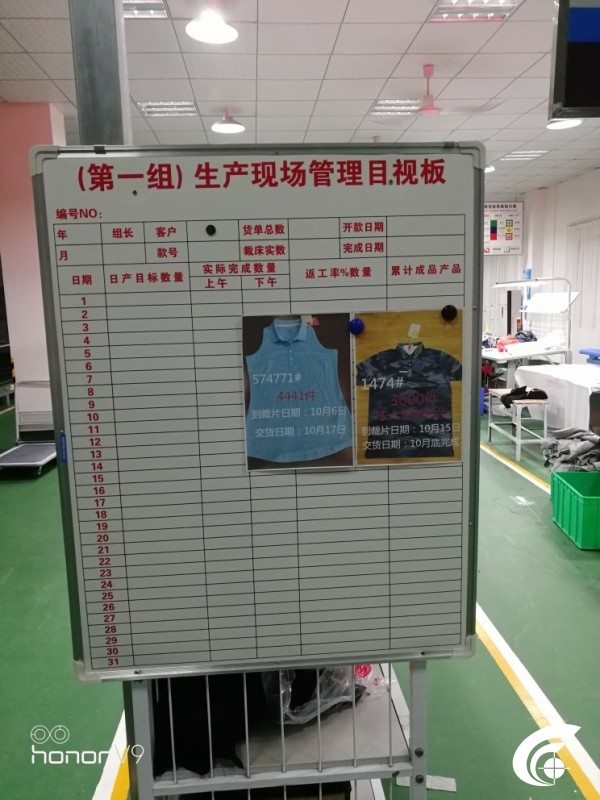 (第一组) 生产现场管理目视板
编号NO:
年 组长 客户 货单总数 开款日期
月 款号 裁床实数 完成日期
日期 日产目标数量 实际完成数量 返工率%数量 累计成品产品
上午 下午
1
2
3
4
5
6
7
8
9
10
11
12
13
14
15
16
17
18
19
20
21
22
23
24
25
26
27
28
29
30
31
574771#
4441件
到裁片日期:10月6日
交货日期:10月17日
1474#
3000件
到裁片日期:10月15日
交货日期:10月底完成
honor V9